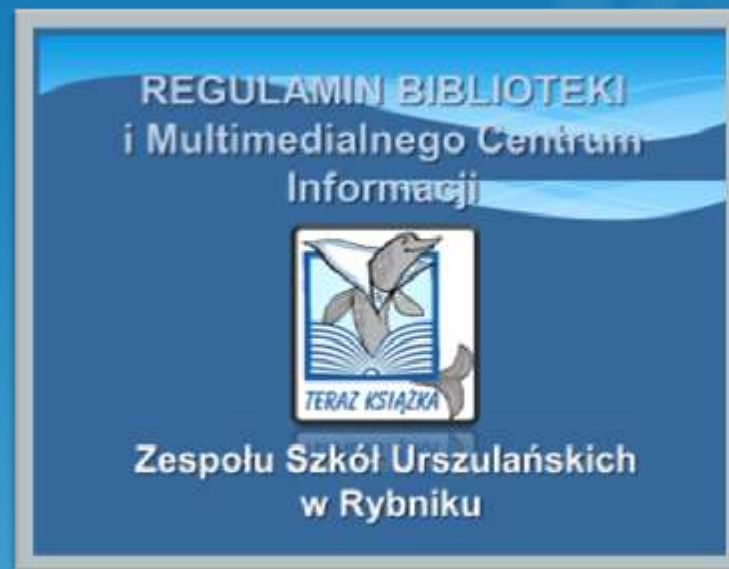 REGULAMIN BIBLIOTEKI
i Multimedialnego Centrum
Informacji
TERAZ KSIĄŻKA
Zespołu Szkół Urszulańskich
w Rybniku